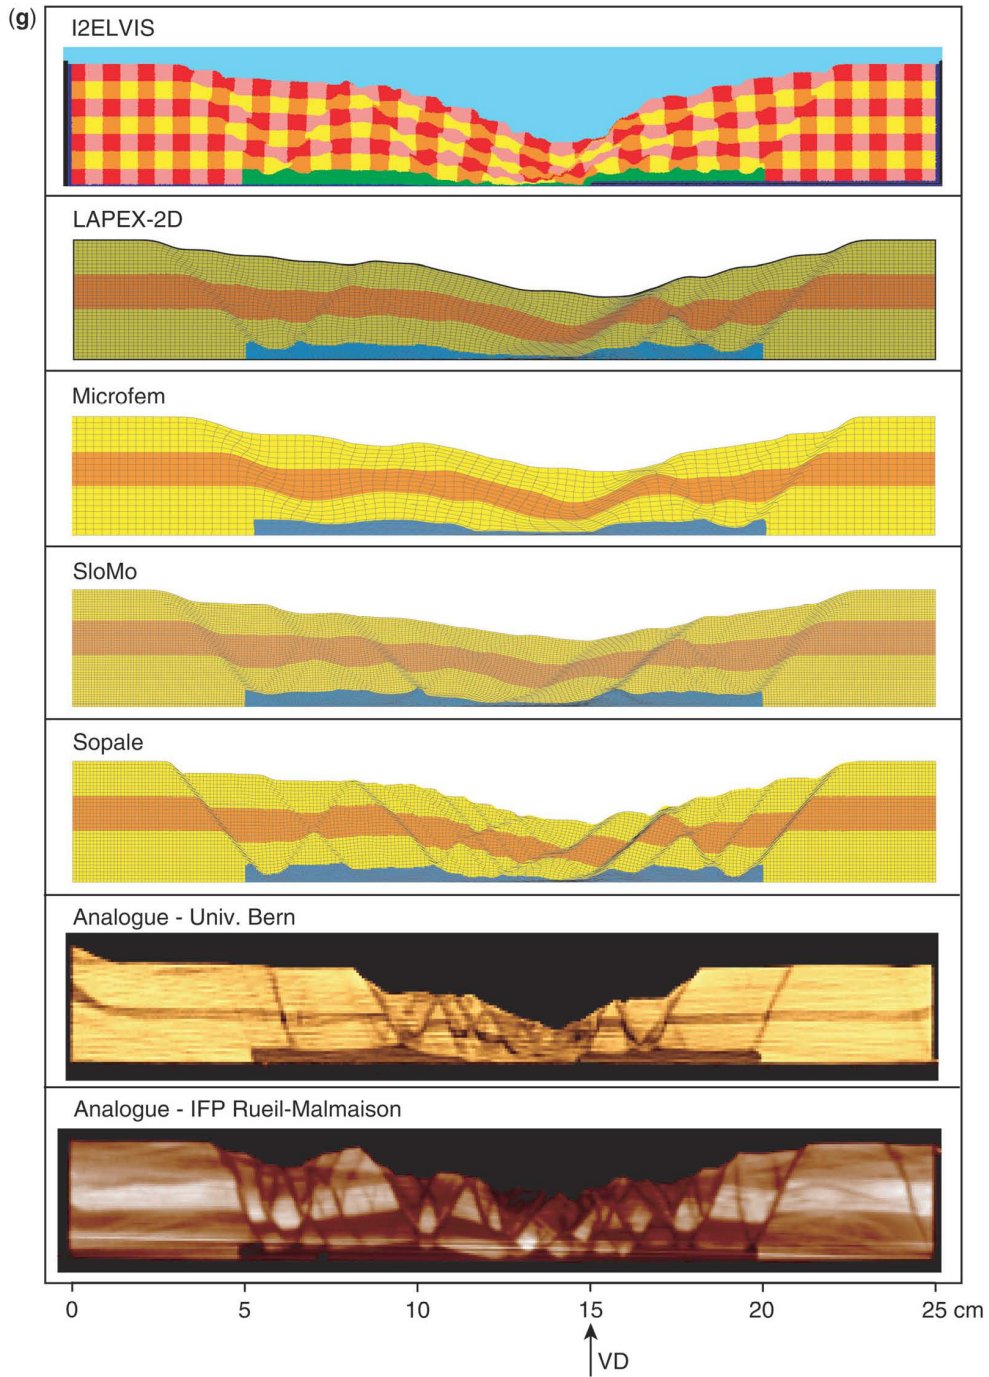 (g)
I2ELVIS
LAPEX-2D
Microfem
SloMo
Sopale
Analogue - Univ. Bern
Analogue - IFP Rueil-Malmaison
0 5 10 15 20 25 cm
VD